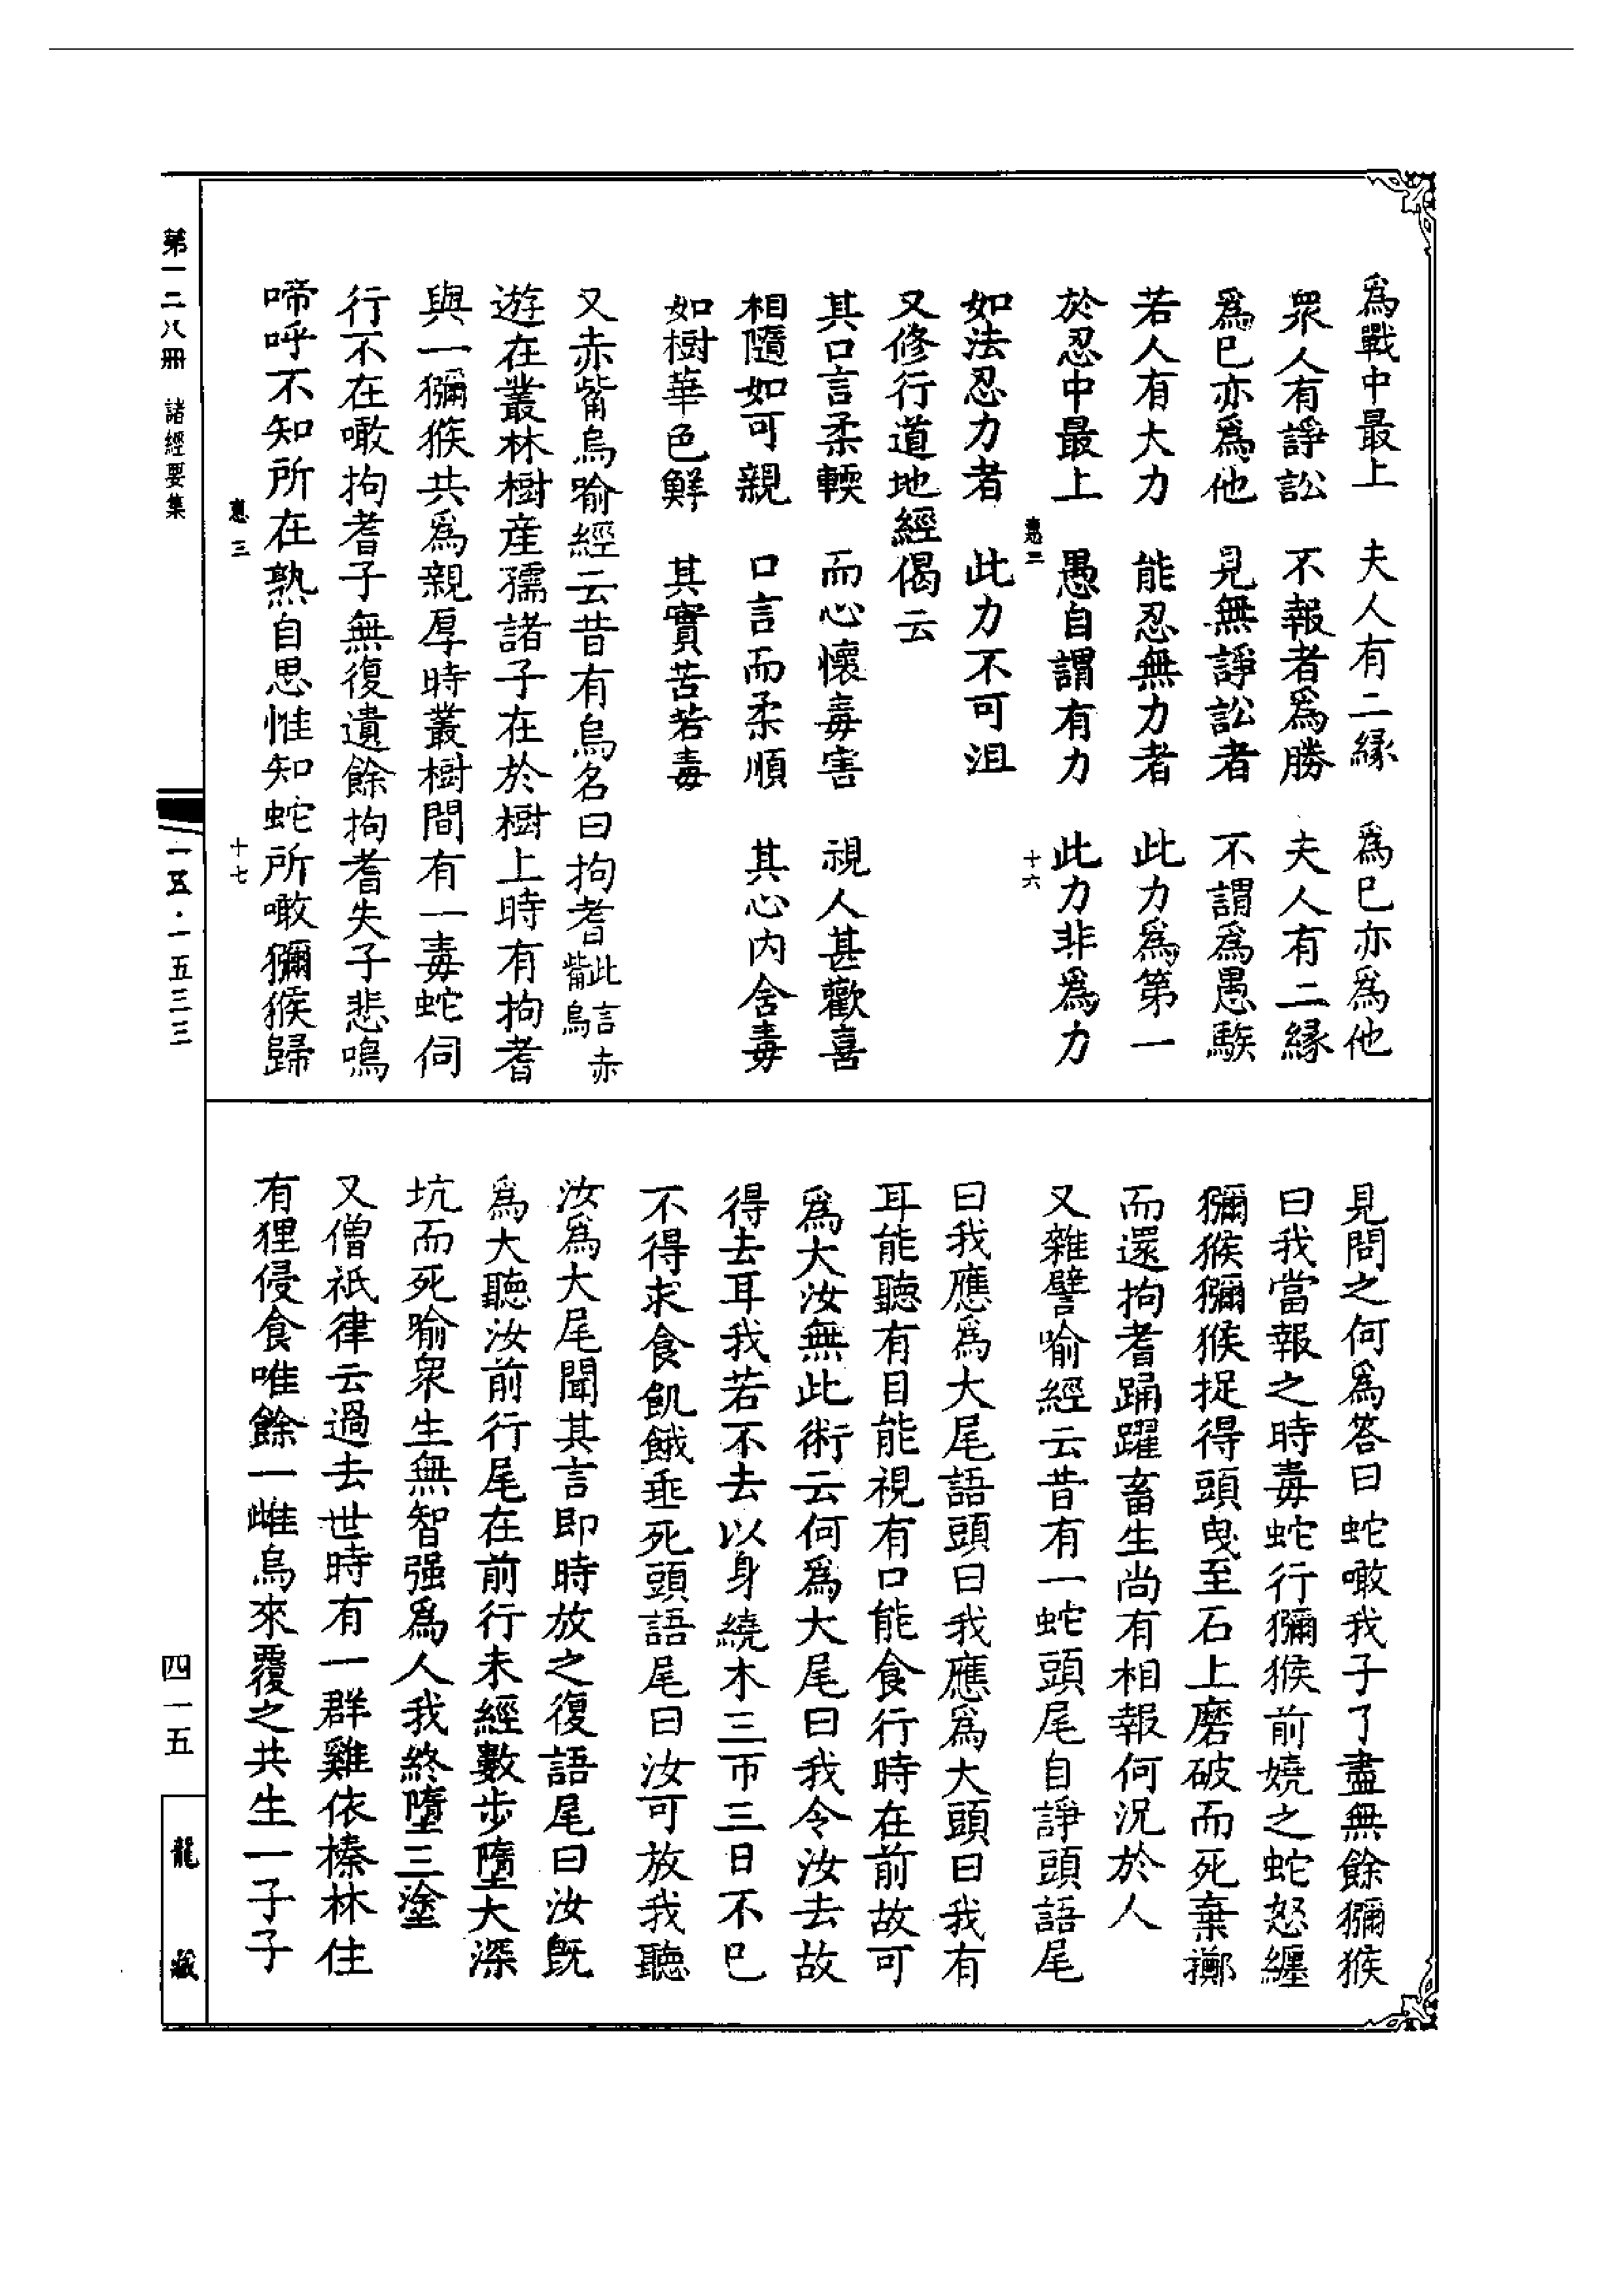 爲戰中最上　夫人有二縁　爲已亦爲他
衆人有諍訟　不報者爲勝　夫人有二縁
爲已亦爲他　見無諍訟者　不謂爲愚騃
若人有大力　能忍無力者　此力爲第一
於忍中最上　愚自謂有力　此力非爲力
惠三　十六
如法忍力者　此力不可沮
又修行道地經偈云
其口言柔輭　而心懷毒害　視人甚歡喜
相隨如可親　口言而柔順　其心内含毒
如樹華色鮮　其實苦若毒
又赤觜烏喻經云昔有烏名曰拘耆此言赤觜烏
遊在叢林樹産孺諸子在於樹上時有拘耆
與一獼猴共爲親厚時叢樹間有一毒蛇伺
行不在噉拘耆子無復遺餘拘耆失子悲鳴
啼呼不知所在熟自思惟知蛇所噉獼猴歸
惠三　十七
見問之何爲答曰蛇噉我子了盡無餘獼猴
曰我當報之時毒蛇行獼猴前嬈之蛇怒纏
獼猴獼猴捉得頭曳至石上磨破而死棄擲
而還拘耆踊躍畜生尚有相報何況於人
又雜譬喻經云昔有一蛇頭尾自諍頭語尾
曰我應爲大尾語頭曰我應爲大頭曰我有
耳能聽有目能視有口能食行時在前故可
爲大汝無此術云何爲大尾曰我令汝去故
得去耳我若不去以身繞木三帀三日不已
不得求食飢餓垂死頭語尾曰汝可放我聽
汝爲大尾聞其言即時放之復語尾曰汝既
爲大聽汝前行尾在前行未經數步墮大深
坑而死喻衆生無智强爲人我終墮三塗
又僧祇律云過去世時有一群雞依榛林住
有狸侵食唯餘一雌烏來覆之共生一子子
第一二八冊　諸經要集
一五·一五三三
四一五
龍藏